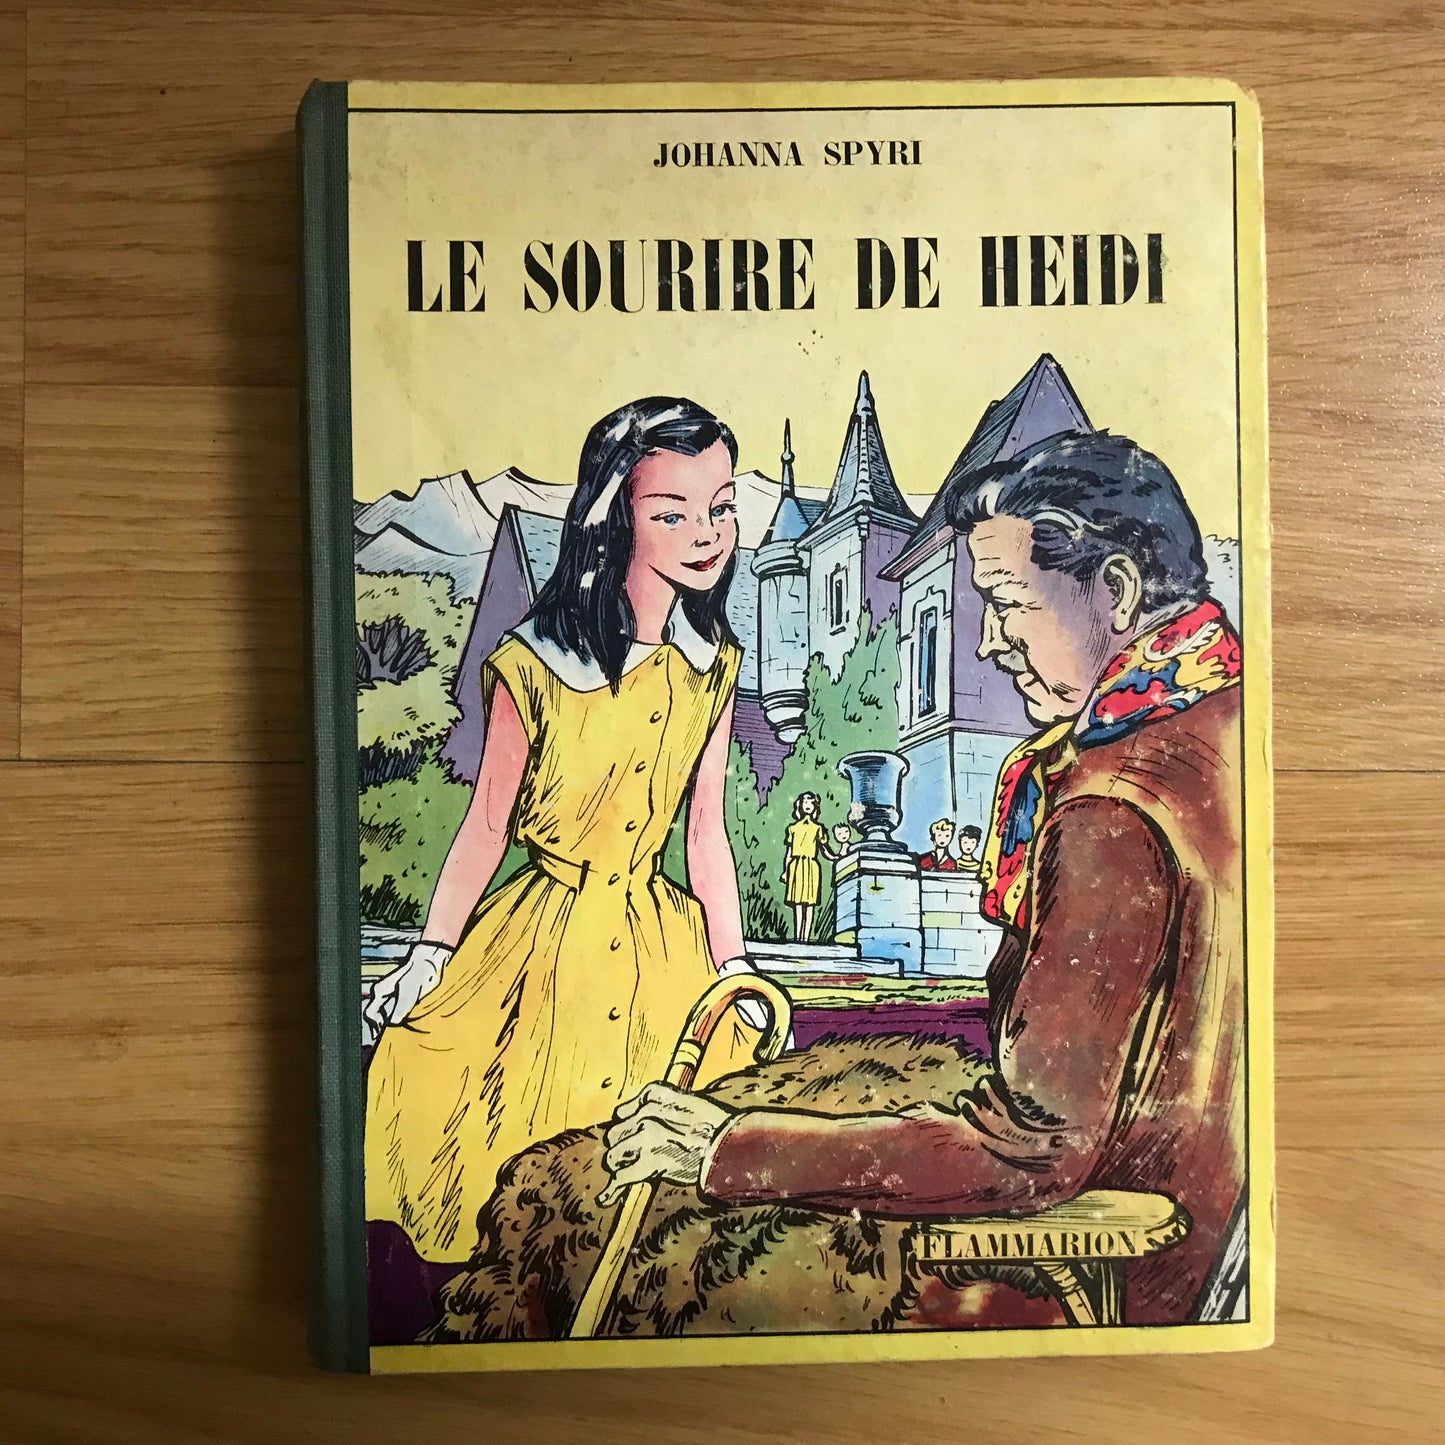 JOHANNA SPYRI
LE SOURIRE DE HEIDI
FLAMMARION